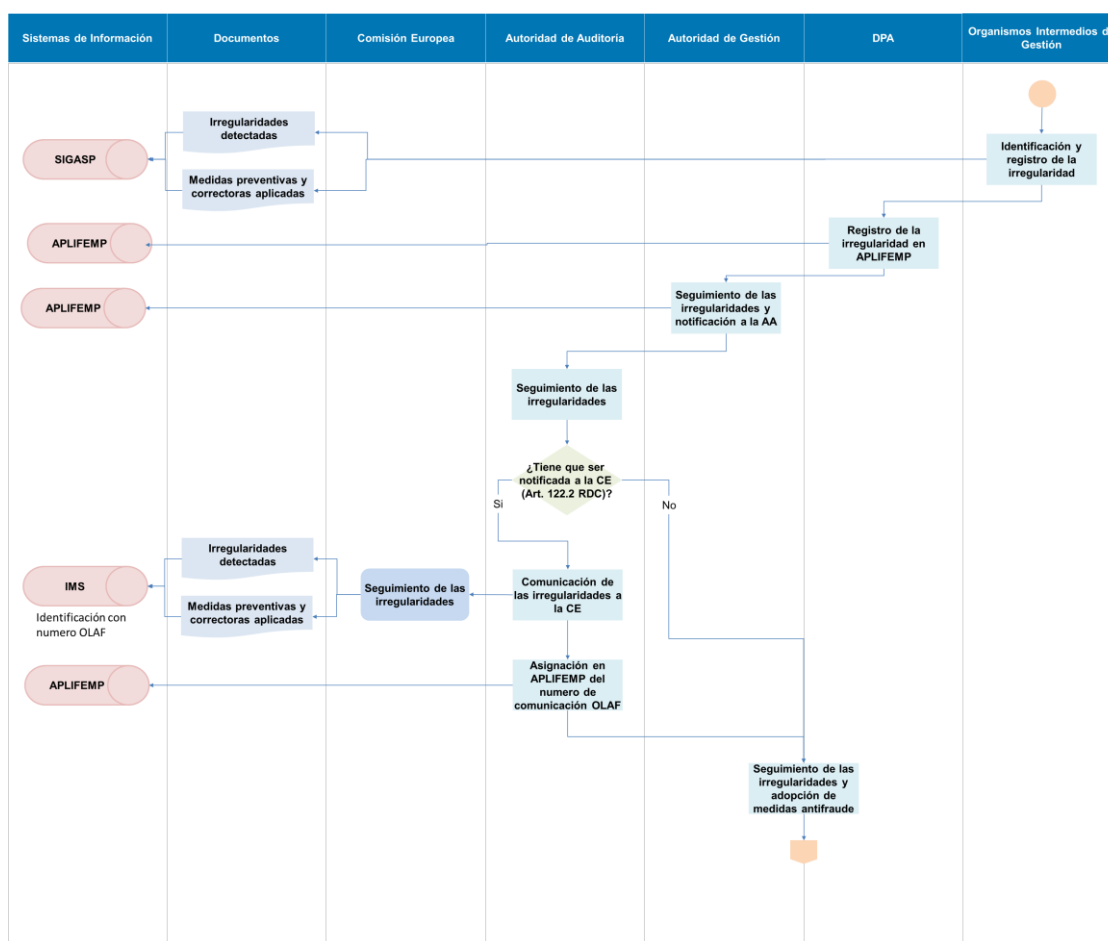 Sistemas de Información
Documentos
Comisión Europea
Autoridad de Auditoría
Autoridad de Gestión
DPA
Organismos Intermedios d
Gestión
Irregularidades
detectadas
SIGASP
Medidas preventivas y
correctoras aplicadas
Identificación y
registro de la
irregularidad
APLIFEMP
Registro de la
irregularidad en
APLIFEMP
APLIFEMP
Seguimiento de las
irregularidades y
notificación a la AA
Seguimiento de las
irregularidades
¿Tiene que ser
notificada a la CE
(Art. 122.2 RDC)?
Si
No
Irregularidades
detectadas
IMS
Identificación con
numero OLAF
Medidas preventivas y
correctoras aplicadas
Seguimiento de las
irregularidades
Comunicación de
las irregularidades a
la CE
APLIFEMP
Asignación en
APLIFEMP del
numero de
comunicación OLAF
Seguimiento de las
irregularidades y
adopción de
medidas antifraude